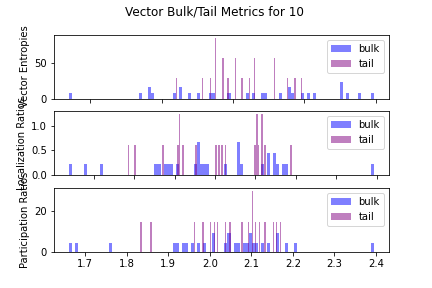 Vector Bulk/Tail Metrics for 10
Vector Entropies
50
0
bulk
tail
Localization Ratios
1.0
0.5
0.0
bulk
tail
Participation Ratios
20
0
bulk
tail
1.7 1.8 1.9 2.0 2.1 2.2 2.3 2.4